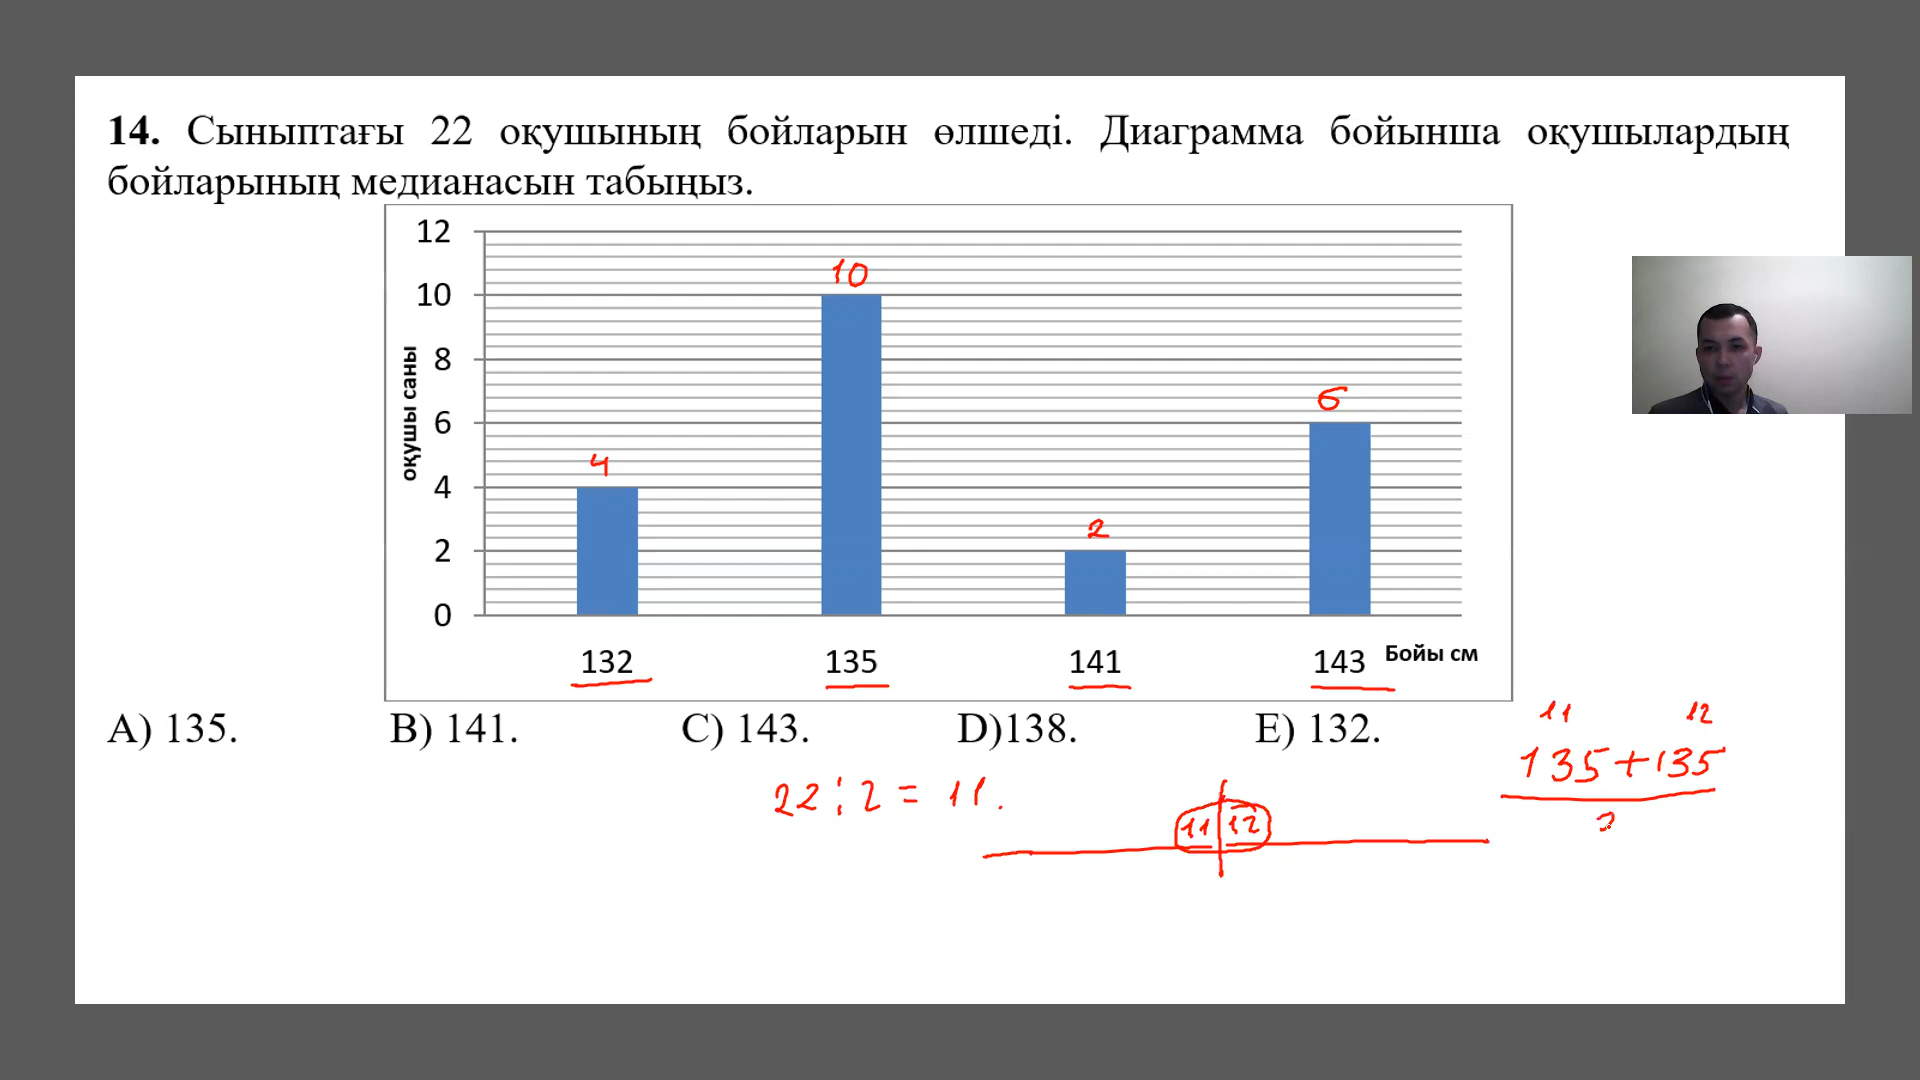 14. Сыныптағы 22 оқушының бойларын өлшеді. Диаграмма бойынша оқушылардың
бойларының медианасын табыңыз.
12
10
8
6
4
2
0
оқушы саны
4
10
2
6
132
135
141
143
Бойы см
A) 135.
B) 141.
C) 143.
D)138.
E) 132.
22 : 2 = 11.
11 12
11 12
135+135
2